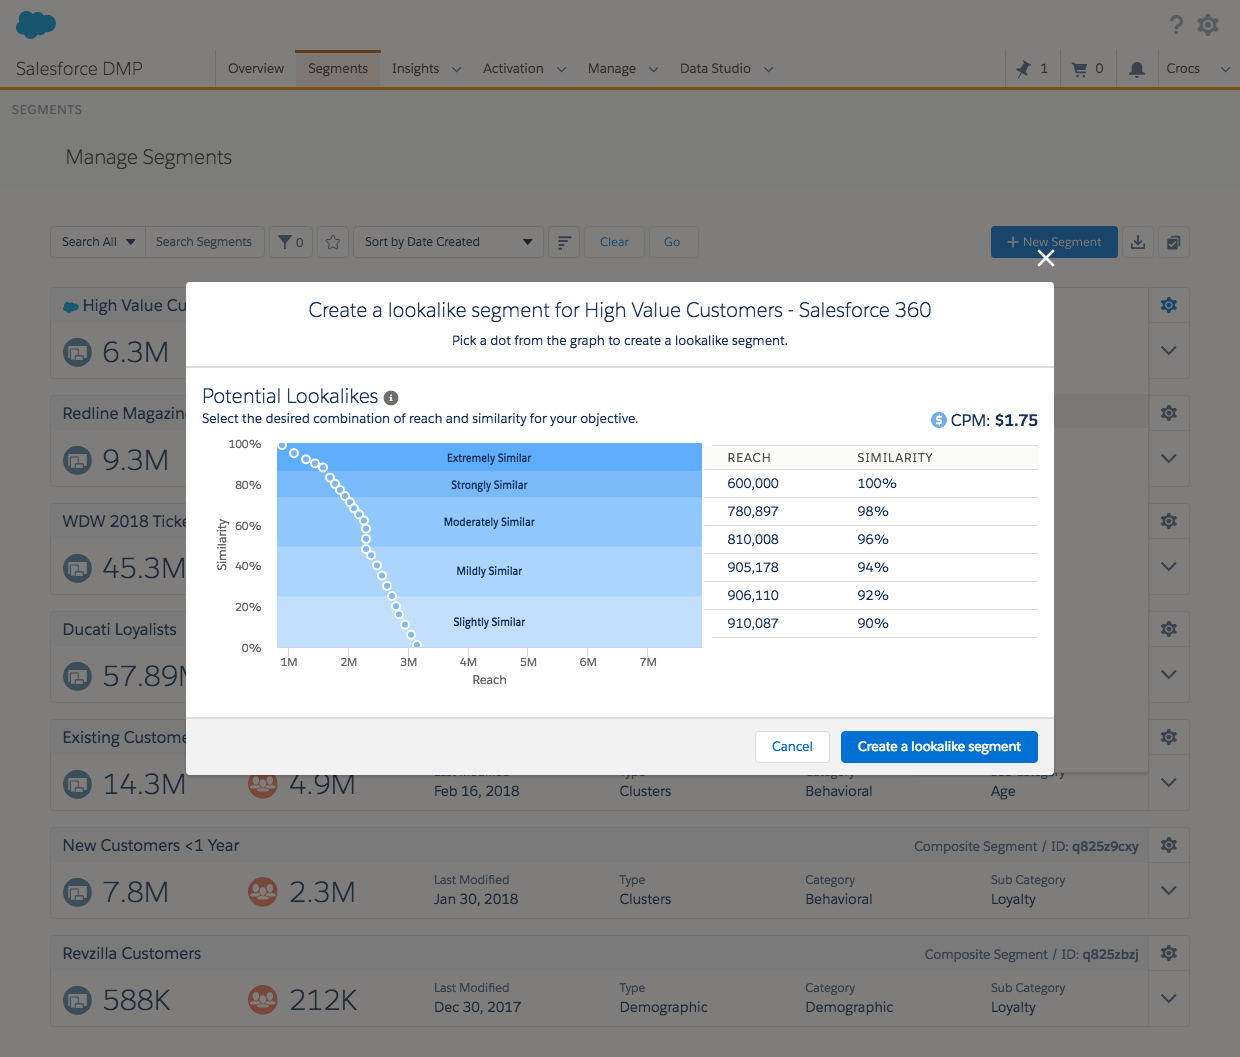 Salesforce DMP
Overview
Segments
Insights
Activation
Manage
Data Studio
1
0
Crocs
SEGMENTS
Manage Segments
Search All
Search Segments
0
Sort by Date Created
Clear
Go
+ New Segment
High Value Cu
6.3M
Redline Magazin
9.3M
WDW 2018 Ticke
45.3M
Ducati Loyalists
57.89M
Existing Custome
14.3M
4.9M
Last Modified
Feb 16, 2018
Type
Clusters
Category
Behavioral
Sub Category
Age
Create a lookalike segment for High Value Customers - Salesforce 360
Pick a dot from the graph to create a lookalike segment.
Potential Lookalikes
Select the desired combination of reach and similarity for your objective.
CPM: $1.75
100%
80%
60%
40%
20%
0%
Similarity
Extremely Similar
Strongly Similar
Moderately Similar
Mildly Similar
Slightly Similar
1M 2M 3M 4M 5M 6M 7M
Reach
REACH SIMILARITY
600,000 100%
780,897 98%
810,008 96%
905,178 94%
906,110 92%
910,087 90%
Cancel
Create a lookalike segment
New Customers <1 Year
Composite Segment / ID: q825z9cxy
7.8M
2.3M
Last Modified
Jan 30, 2018
Type
Clusters
Category
Behavioral
Sub Category
Loyalty
Revzilla Customers
Composite Segment / ID: q825zbzj
588K
212K
Last Modified
Dec 30, 2017
Type
Demographic
Category
Demographic
Sub Category
Loyalty